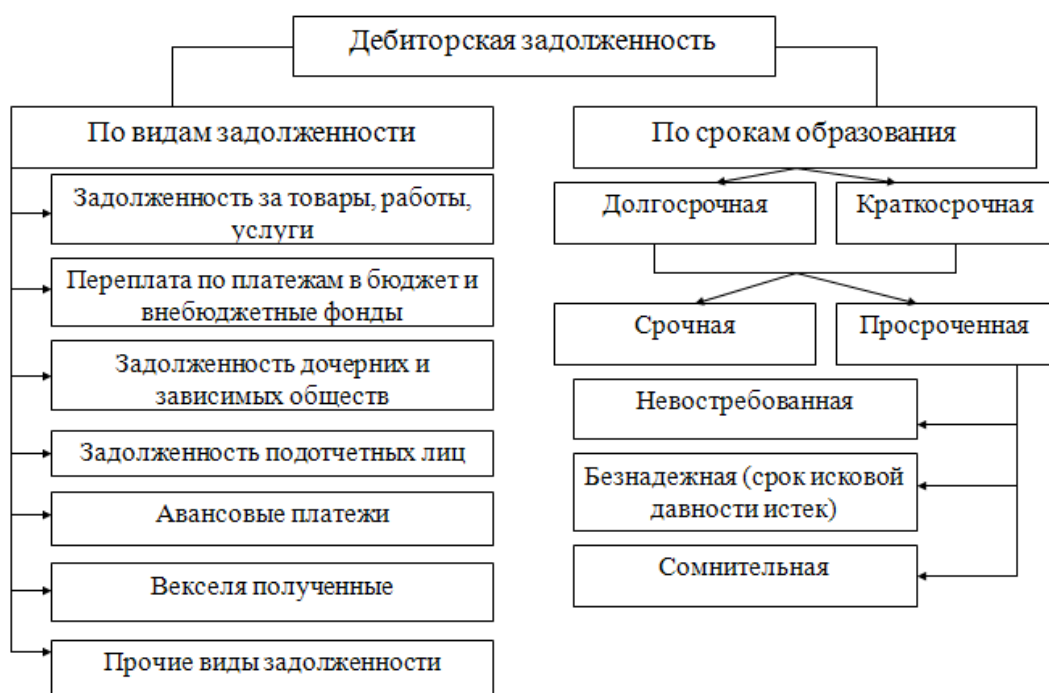 Дебиторская задолженность
По видам задолженности
Задолженность за товары, работы,
услуги
Переплата по платежам в бюджет и
внебюджетные фонды
Задолженность дочерних и
зависимых обществ
Задолженность подотчетных лиц
Авансовые платежи
Векселя полученные
Прочие виды задолженности
По срокам образования
Долгосрочная
Краткосрочная
Срочная
Просроченная
Невостребованная
Безнадежная (срок исковой
давности истек)
Сомнительная